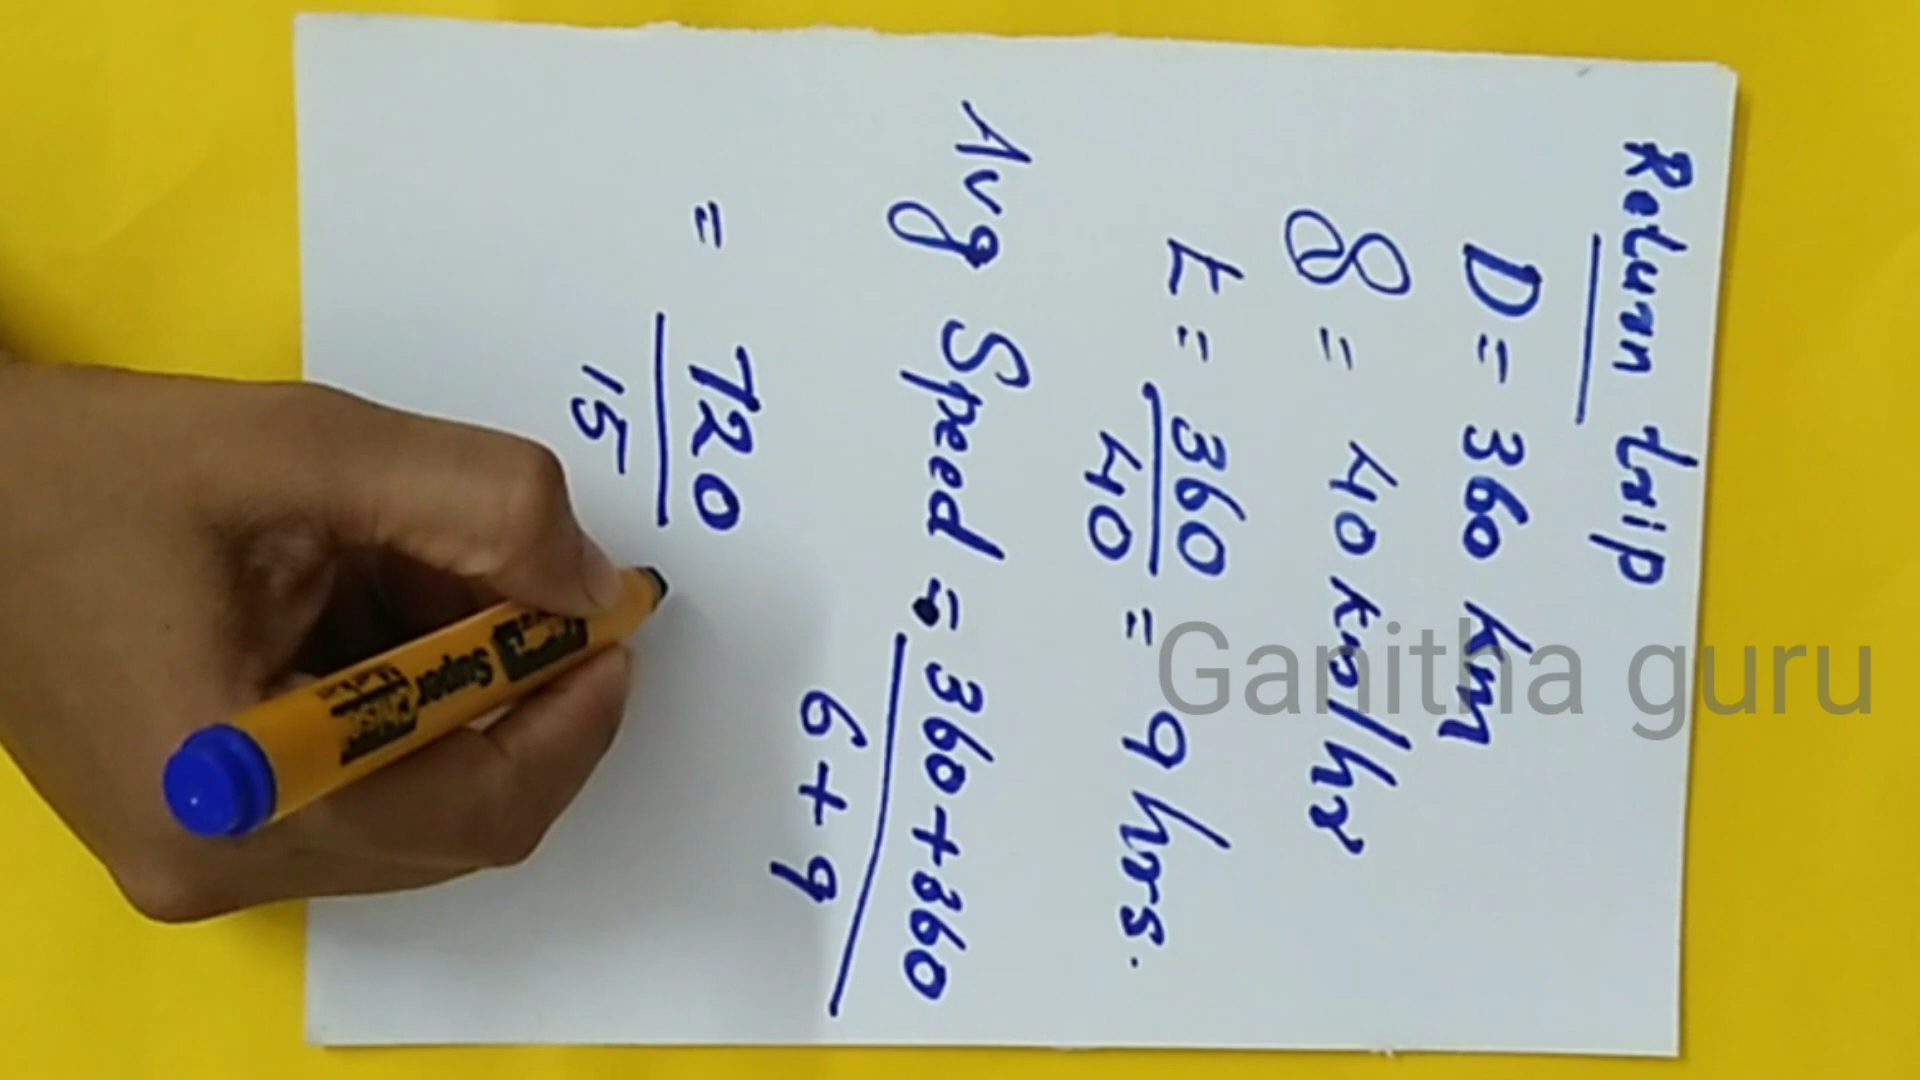 Return trip
D = 360 km
S = 40 km/hr
t = 360/40 = 9 hrs.
Avg Speed = 360+360/6+9
= 720/15
Ganitha guru
Super